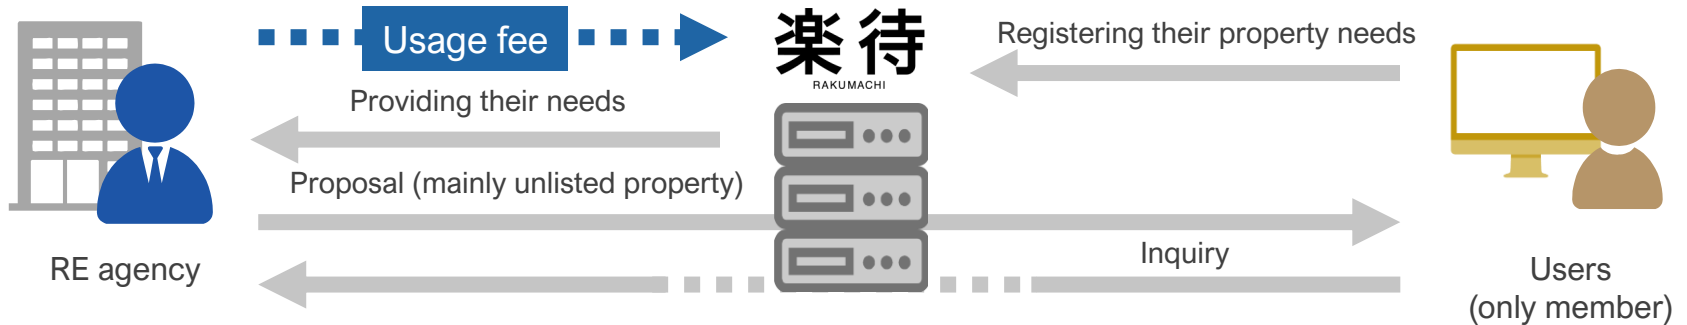 Usage fee
楽待
RAKUMACHI
Registering their property needs
Providing their needs
Proposal (mainly unlisted property)
Inquiry
RE agency
Users
(only member)